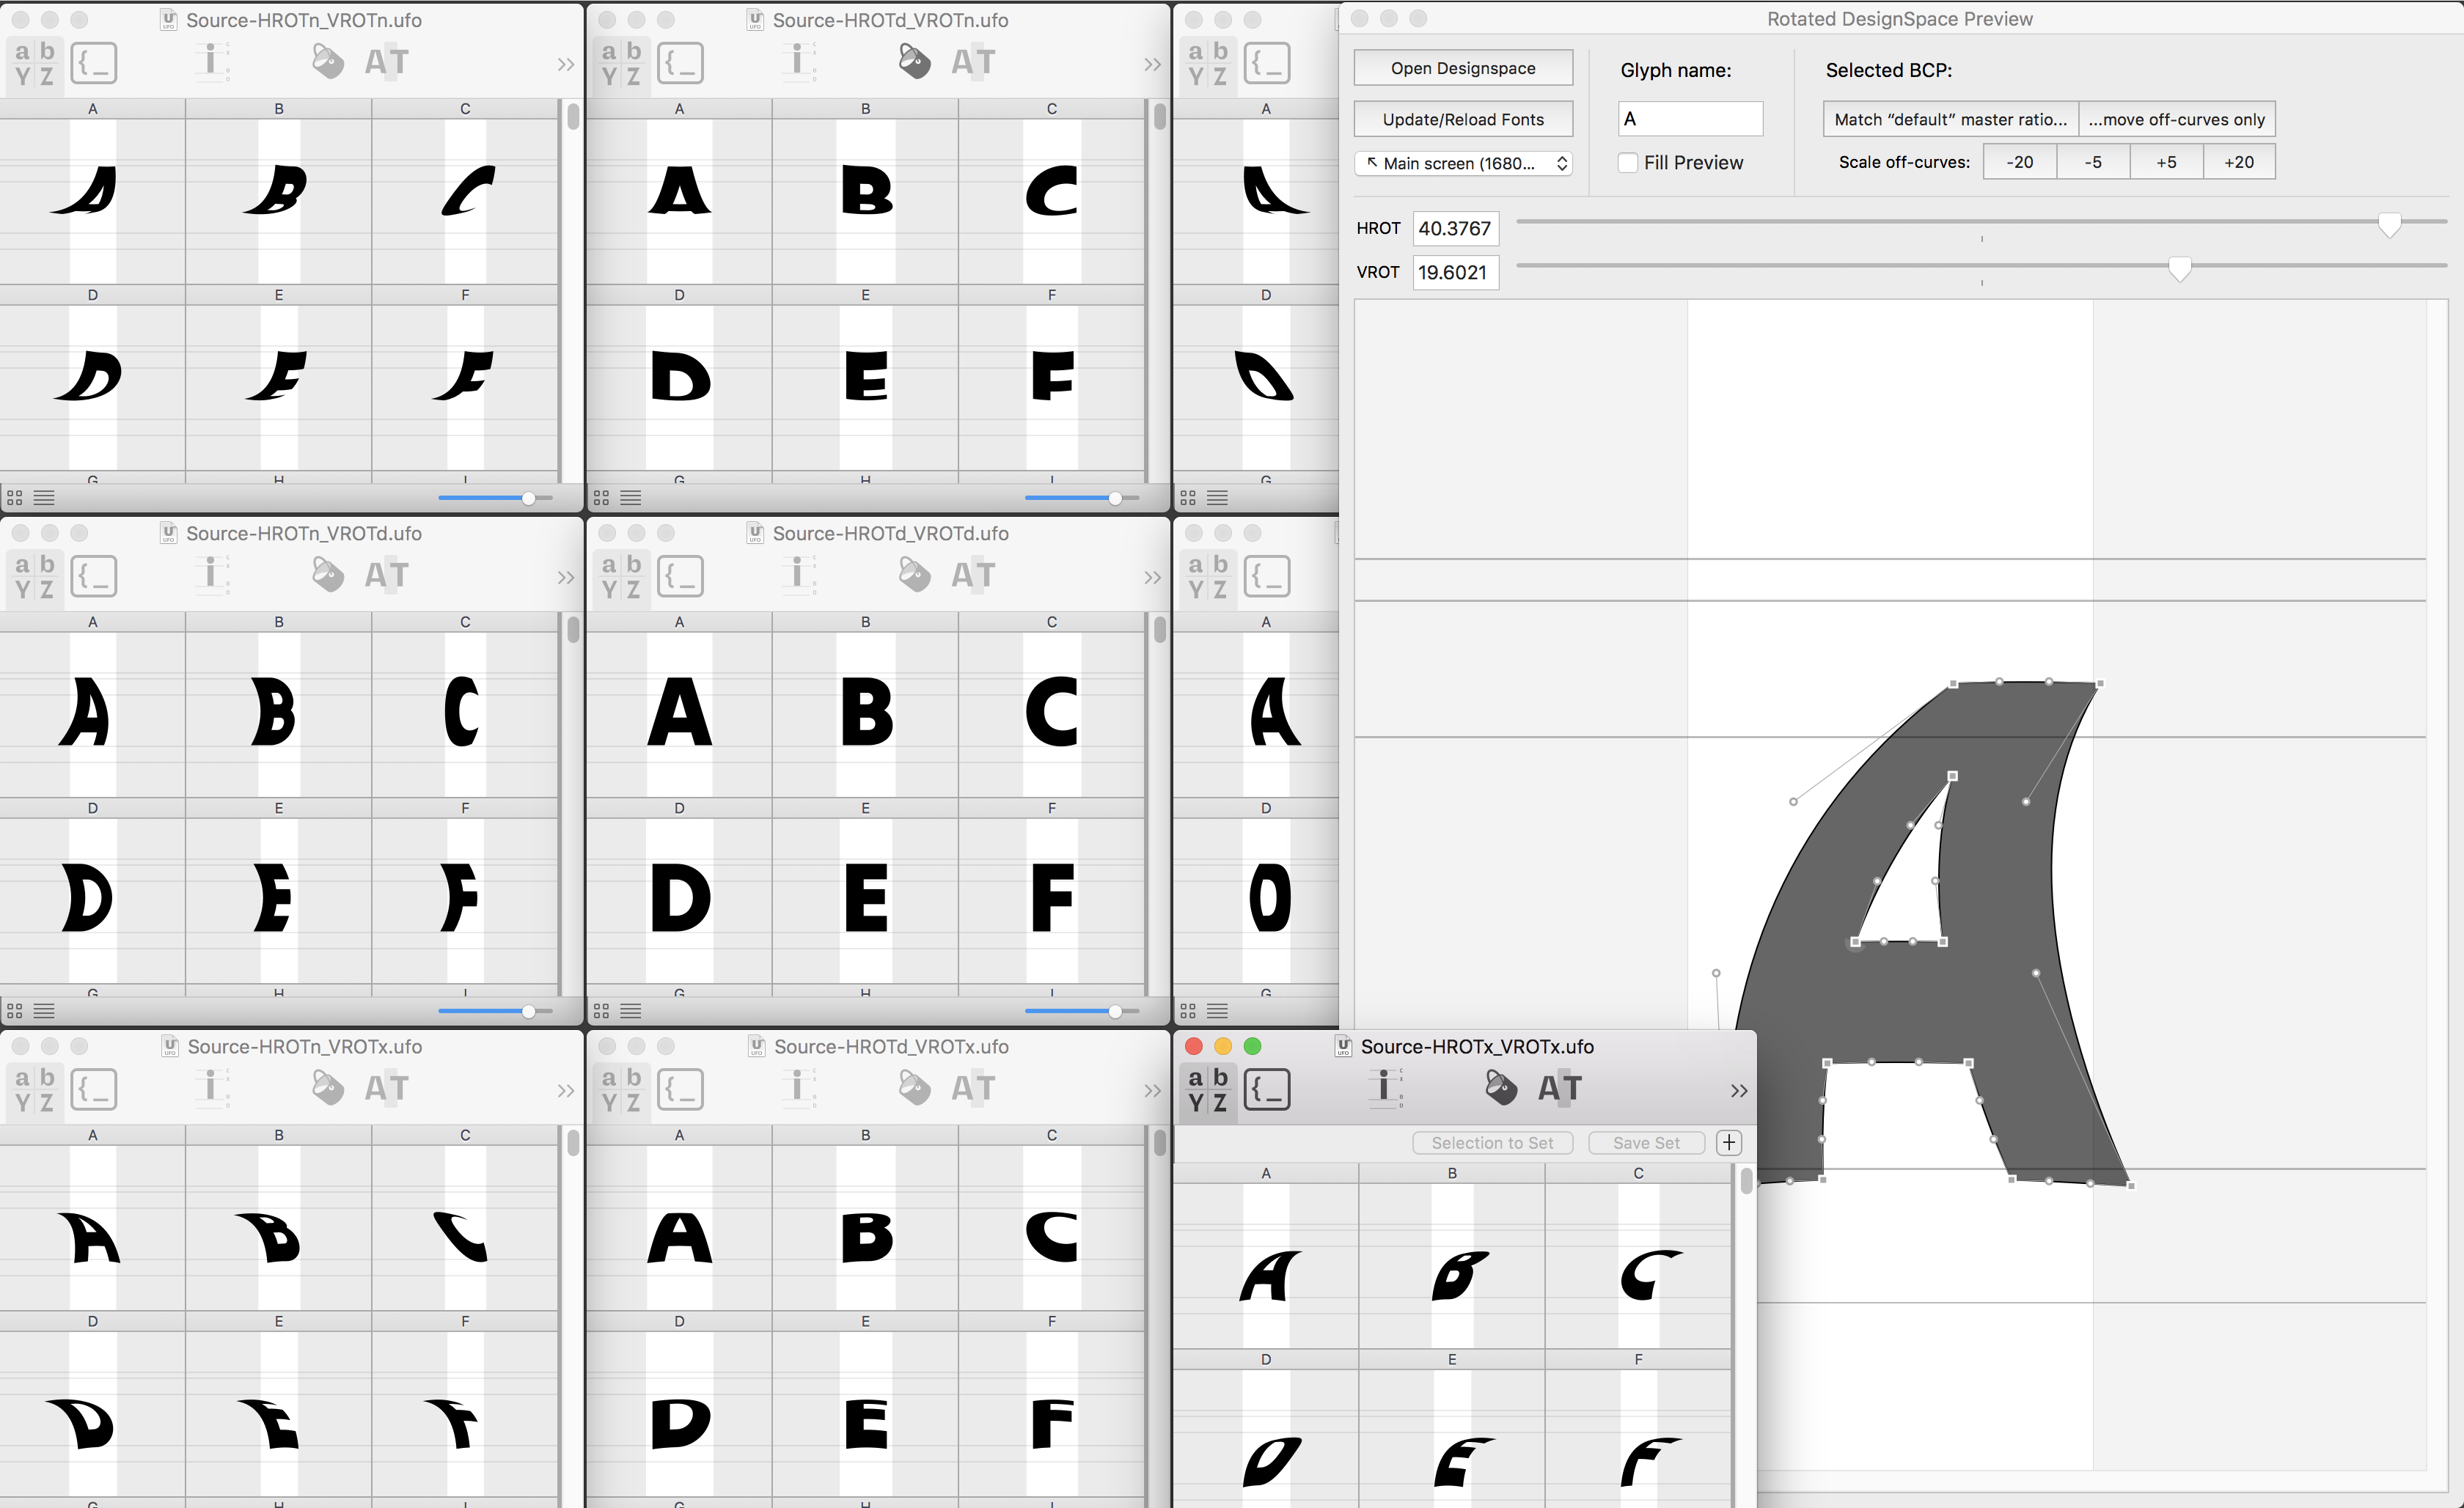 Source-HROTn_VROTn.ufo
A B C
D E F
G H I
Source-HROTd_VROTn.ufo
A B C
D E F
G H I
A
D
G
Rotated DesignSpace Preview
Open Designspace
Update/Reload Fonts
Main screen (1680...
Glyph name:
A
Fill Preview
Selected BCP:
Match “default” master ratio...
...move off-curves only
Scale off-curves: -20 -5 +5 +20
HROT 40.3767
VROT 19.6021
Source-HROTn_VROTd.ufo
A B C
D E F
G H I
Source-HROTd_VROTd.ufo
A B C
D E F
G H I
A
D
G
Source-HROTn_VROTx.ufo
A B C
D E F
G H I
Source-HROTd_VROTx.ufo
A B C
D E F
G H I
Source-HROTx_VROTx.ufo
Selection to Set Save Set +
A B C
D E F